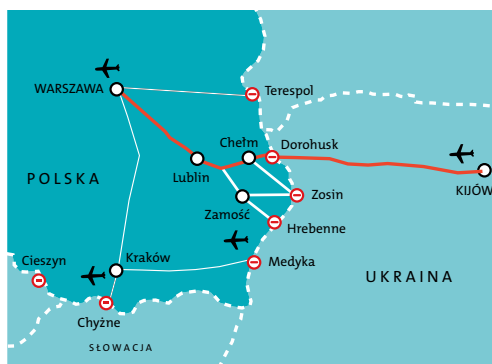 WARSZAWA
Terespol
Chełm
Dorohusk
Lublin
POLSKA
Zosin
Zamość
KIJÓW
Hrebenne
Cieszyn
Kraków
Medyka
UKRAINA
Chyżne
SŁOWACJA